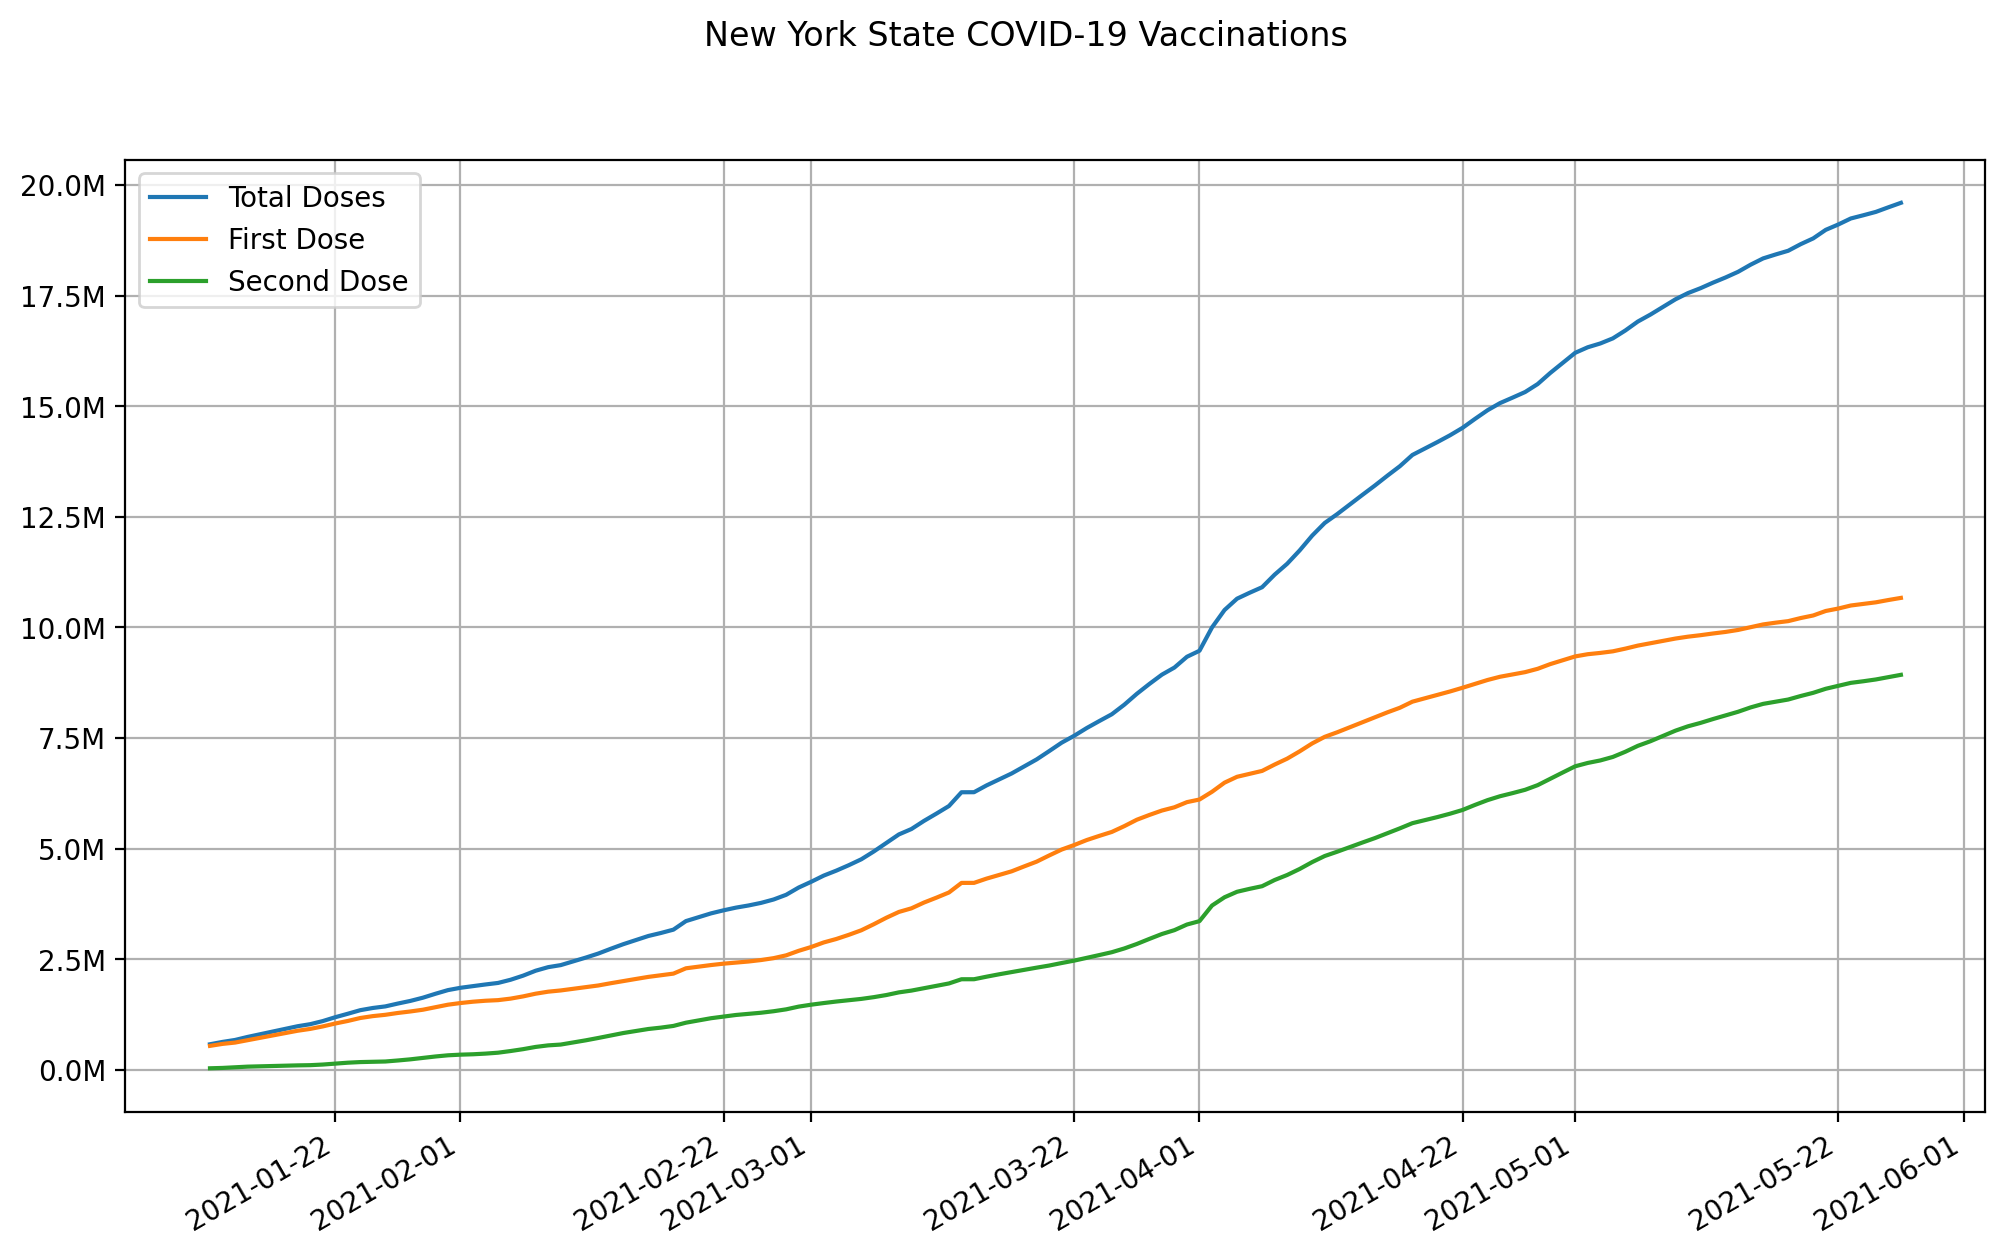 New York State COVID-19 Vaccinations
20.0M
17.5M
15.0M
12.5M
10.0M
7.5M
5.0M
2.5M
0.0M
Total Doses
First Dose
Second Dose
2021-01-22
2021-02-01
2021-02-22
2021-03-01
2021-03-22
2021-04-01
2021-04-22
2021-05-01
2021-05-22
2021-06-01